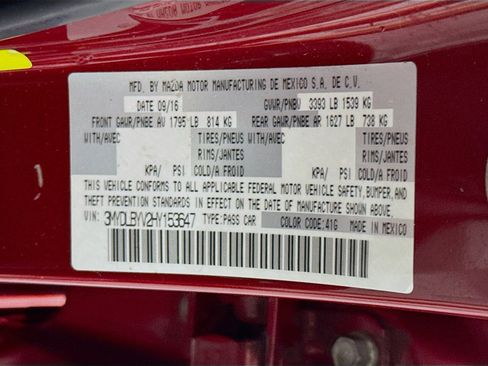 MFD. BY MAZDA MOTOR MANUFACTURING DE MEXICO S.A. DE C.V.
DATE 09/16 GVWR/PNBV 3393 LB 1539 KG
FRONT GAWR/PNBE AV 1795 LB 814 KG REAR GAWR/PNBE AR 1627 LB 738 KG
WITH/AVEC TIRES/PNEUS WITH/AVEC TIRES/PNEUS
RIMS/JANTES RIMS/JANTES
KPA/ PSI COLD/A FROID KPA/ PSI COLD/A FROID
THIS VEHICLE CONFORMS TO ALL APPLICABLE FEDERAL MOTOR VEHICLE SAFETY, BUMPER, AND
THEFT PREVENTION STANDARDS IN EFFECT ON THE DATE OF MANUFACTURE SHOWN ABOVE.
VIN: 3MYDLBYV2HY153647 TYPE: PASS CAR COLOR CODE: 41G MADE IN MEXICO